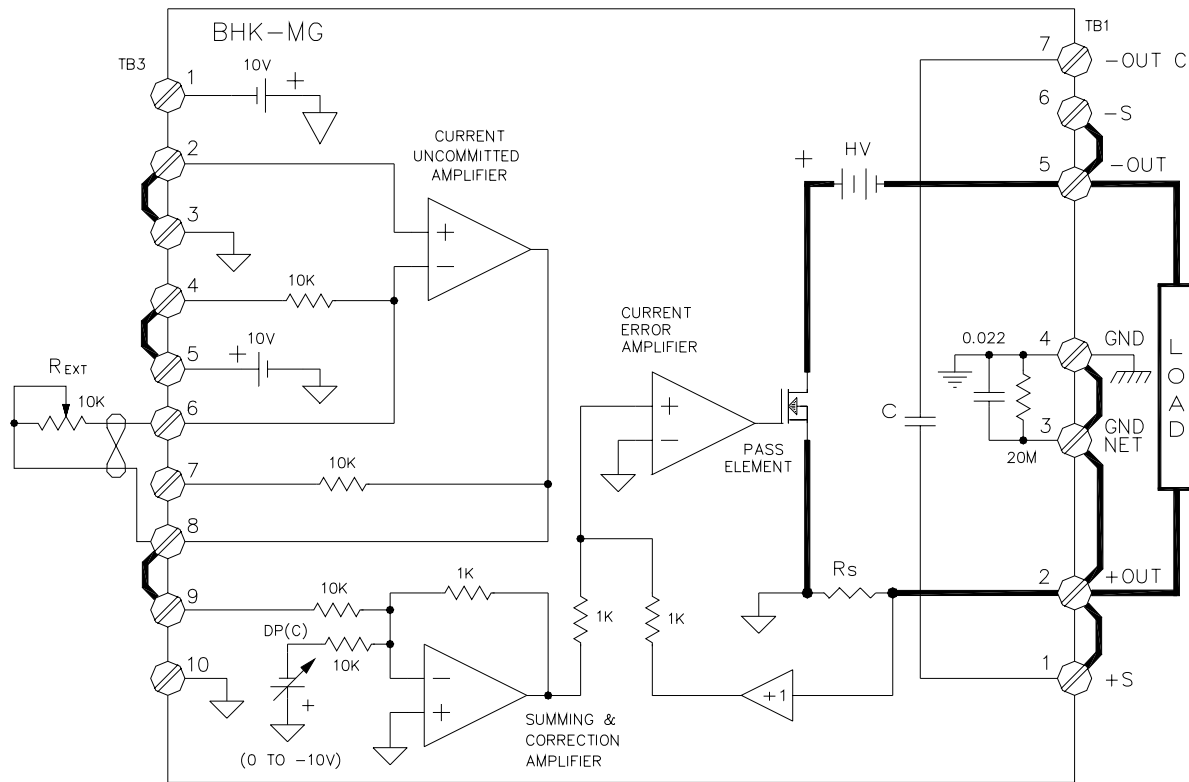 BHK-MG
TB3
TB1
1
10V
+
2
3
4
10K
5
+
10V
REXT
10K
6
7
10K
8
9
10K
10
DP(C)
10K
+
(0 TO -10V)
CURRENT
UNCOMMITTED
AMPLIFIER
+
−
1K
−
+
SUMMING &
CORRECTION
AMPLIFIER
1K
1K
+1
CURRENT
ERROR
AMPLIFIER
+
−
PASS
ELEMENT
+
HV
Rs
C
7
-OUT C
6
-S
5
-OUT
0.022
20M
4
GND
3
GND
NET
2
+OUT
1
+S
LOAD